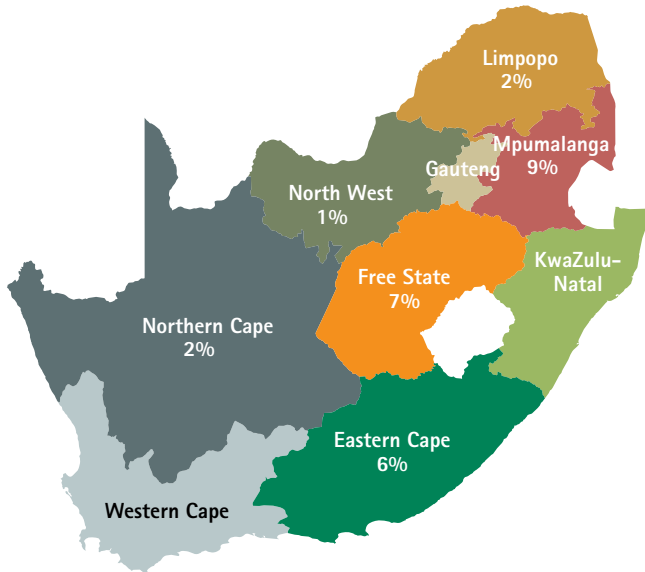 Limpopo
2%
Mpumalanga
9%
Gauteng
North West
1%
KwaZulu-
Natal
Free State
7%
Northern Cape
2%
Eastern Cape
6%
Western Cape